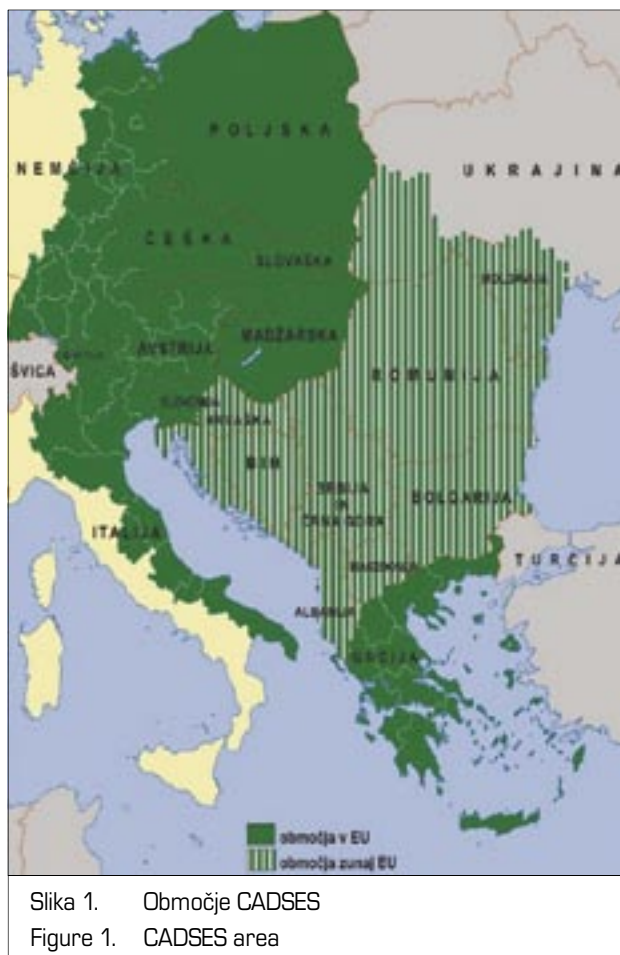 POLJSKA
NEMČIJA
UKRAJINA
ČEŠKA
SLOVAŠKA
MOLDAVIJA
MADŽARSKA
AVSTRIJA
ŠVICA
ROMUNIJA
SLOVENIJA
HRVAŠKA
BIH
SRBIJA
IN
ČRNA GORA
BOLGARIJA
ITALIJA
TURČIJA
MAKEDONIJA
ALBANIJA
GRČIJA
območja v EU
območja zunaj EU
Slika 1. Območje CADSES
Figure 1. CADSES area